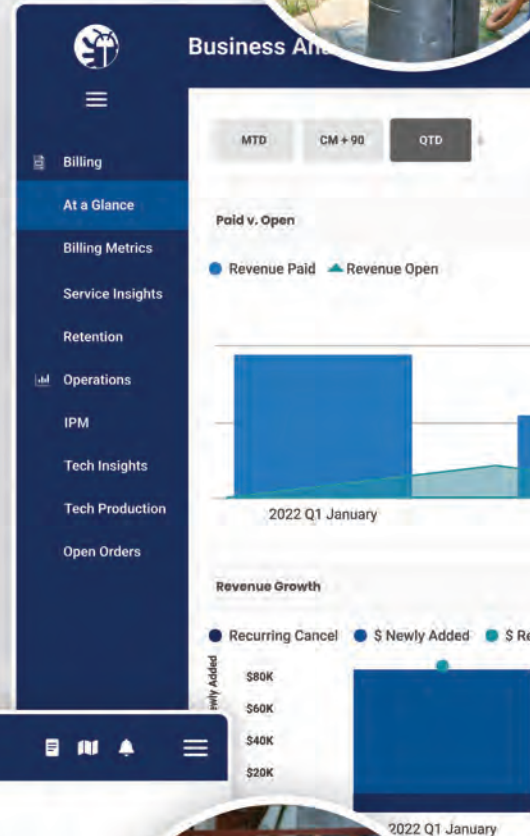 Business An
MTD
CM + 90
QTD
Billing
At a Glance
Billing Metrics
Service Insights
Retention
Operations
IPM
Tech Insights
Tech Production
Open Orders
Paid v. Open
Revenue Paid
Revenue Open
2022 Q1 January
Revenue Growth
Recurring Cancel
$ Newly Added
$ Re
ewly Added
$80K
$60K
$40K
$20K
2022 Q1 January